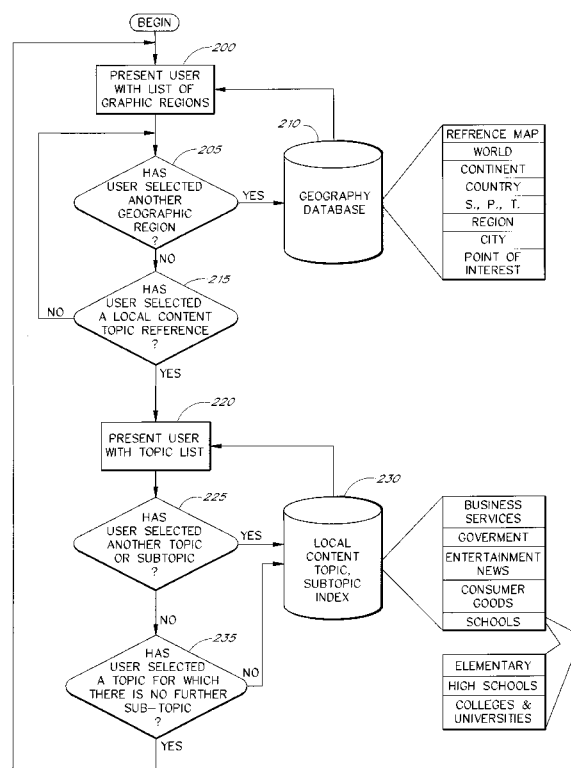 BEGIN
200
PRESENT USER
WITH LIST OF
GRAPHIC REGIONS
205
HAS
USER SELECTED
ANOTHER
GEOGRAPHIC
REGION
?
YES
NO
210
GEOGRAPHY
DATABASE
REFRENCE MAP
WORLD
CONTINENT
COUNTRY
S., P., T.
REGION
CITY
POINT OF
INTEREST
215
HAS
USER SELECTED
A LOCAL CONTENT
TOPIC REFERENCE
?
NO
YES
220
PRESENT USER
WITH TOPIC LIST
225
HAS
USER SELECTED
ANOTHER TOPIC
OR SUBTOPIC
?
YES
NO
230
LOCAL
CONTENT
TOPIC,
SUBTOPIC
INDEX
BUSINESS
SERVICES
GOVERMENT
ENTERTAINMENT
NEWS
CONSUMER
GOODS
SCHOOLS
ELEMENTARY
HIGH SCHOOLS
COLLEGES &
UNIVERSITIES
235
HAS
USER SELECTED
A TOPIC FOR WHICH
THERE IS NO FURTHER
SUB-TOPIC
?
NO
YES